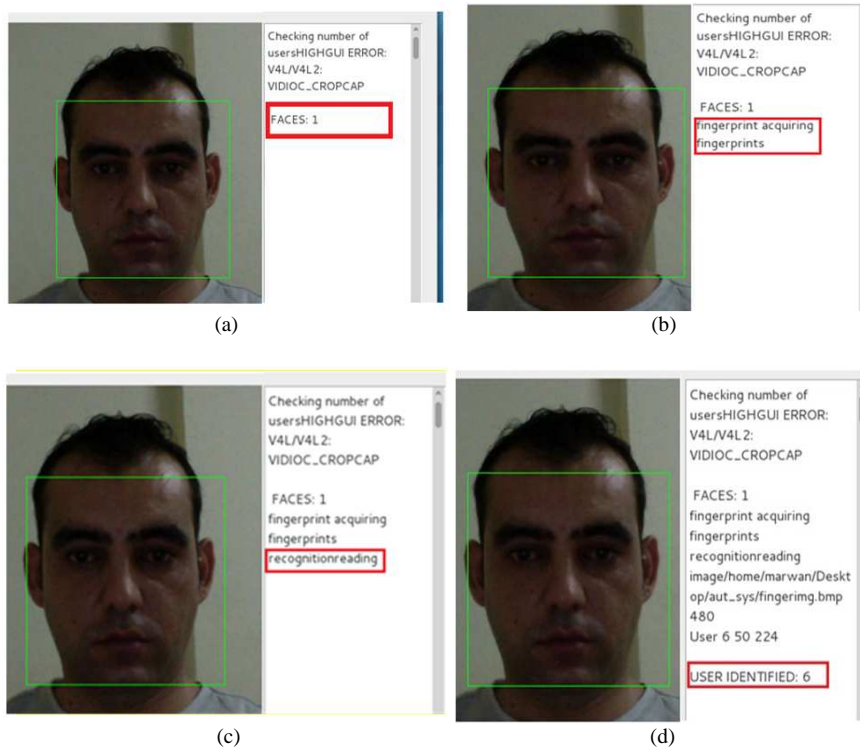 Checking number of
usersHIGHGUI ERROR:
V4L/V4L2:
VIDIOC_CROPCAP
FACES: 1
(a)
Checking number of
usersHIGHGUI ERROR:
V4L/V4L2:
VIDIOC_CROPCAP
FACES: 1
fingerprint acquiring
fingerprints
(b)
Checking number of
usersHIGHGUI ERROR:
V4L/V4L2:
VIDIOC_CROPCAP
FACES: 1
fingerprint acquiring
fingerprints
recognitionreading
(c)
Checking number of
usersHIGHGUI ERROR:
V4L/V4L2:
VIDIOC_CROPCAP
FACES: 1
fingerprint acquiring
fingerprints
recognitionreading
image/home/marwan/Deskt
op/aut_sys/fingerimg.bmp
480
User 6 50 224
USER IDENTIFIED: 6
(d)